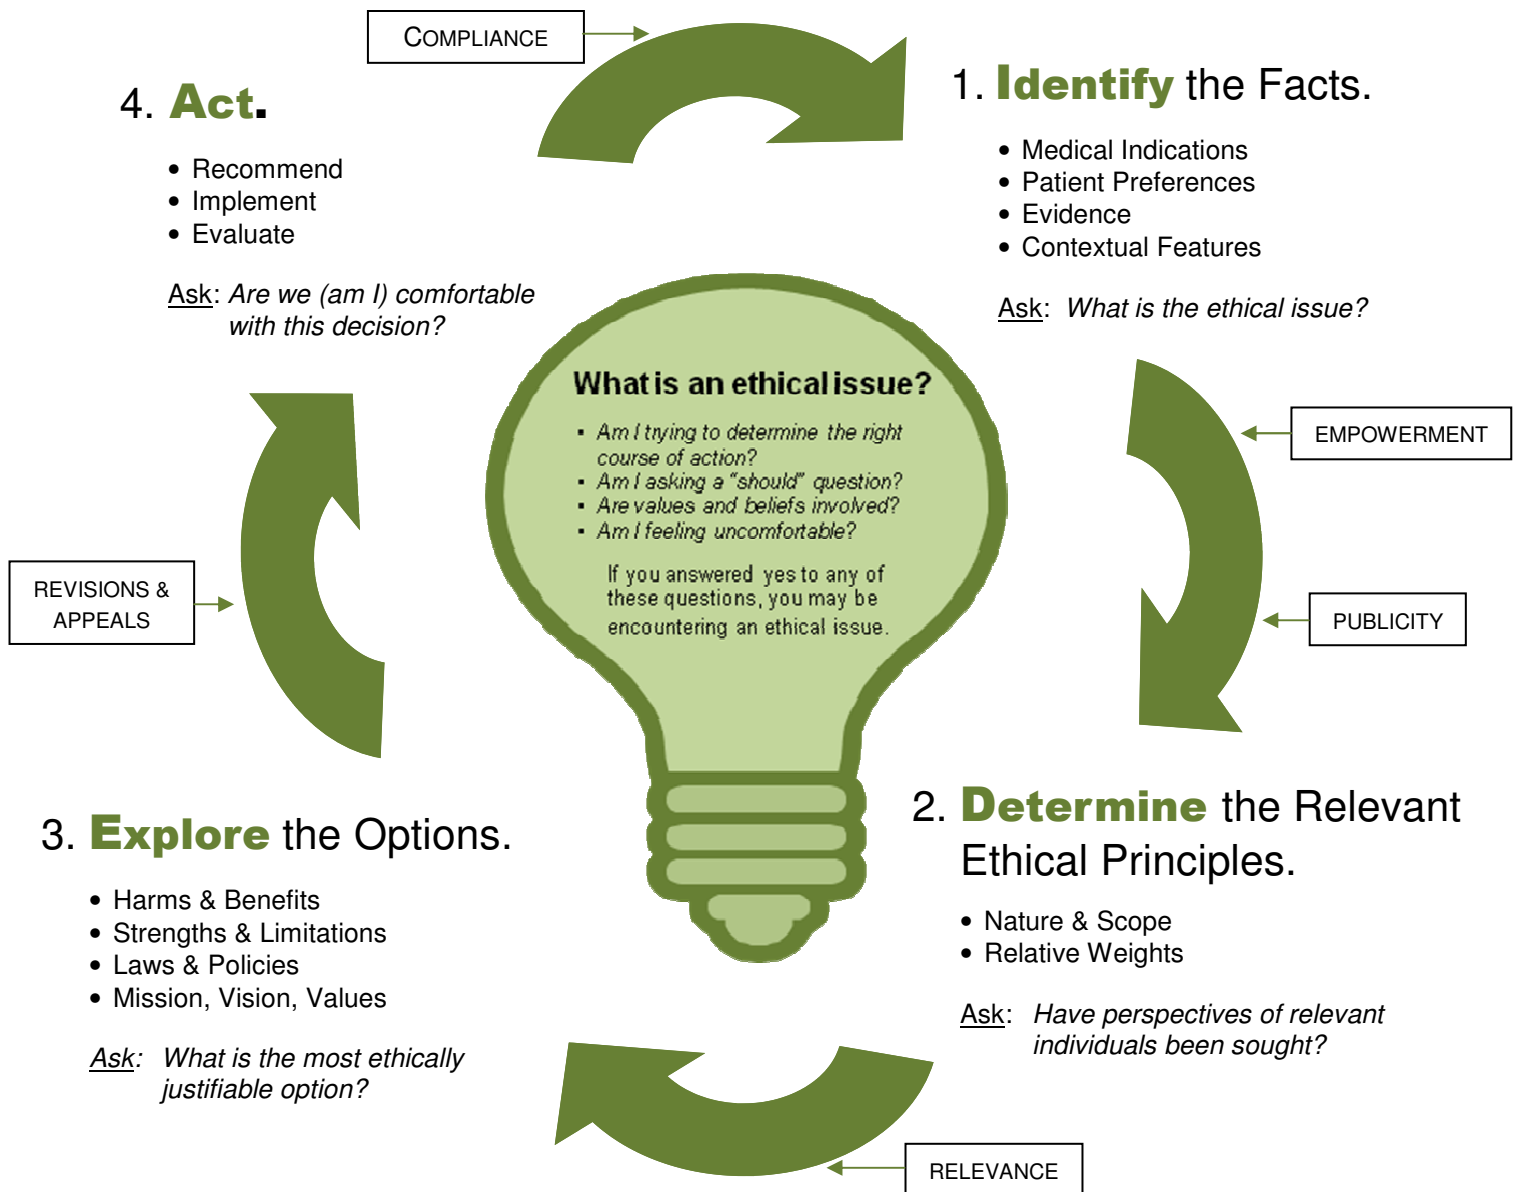 COMPLIANCE
1. Identify the Facts.
• Medical Indications
• Patient Preferences
• Evidence
• Contextual Features
Ask: What is the ethical issue?
EMPOWERMENT
PUBLICITY
2. Determine the Relevant
Ethical Principles.
• Nature & Scope
• Relative Weights
Ask: Have perspectives of relevant
individuals been sought?
RELEVANCE
3. Explore the Options.
• Harms & Benefits
• Strengths & Limitations
• Laws & Policies
• Mission, Vision, Values
Ask: What is the most ethically
justifiable option?
REVISIONS &
APPEALS
4. Act.
• Recommend
• Implement
• Evaluate
Ask: Are we (am I) comfortable
with this decision?
What is an ethical issue?
▪ Am I trying to determine the right
course of action?
▪ Am I asking a "should" question?
▪ Are values and beliefs involved?
▪ Am I feeling uncomfortable?
If you answered yes to any of
these questions, you may be
encountering an ethical issue.